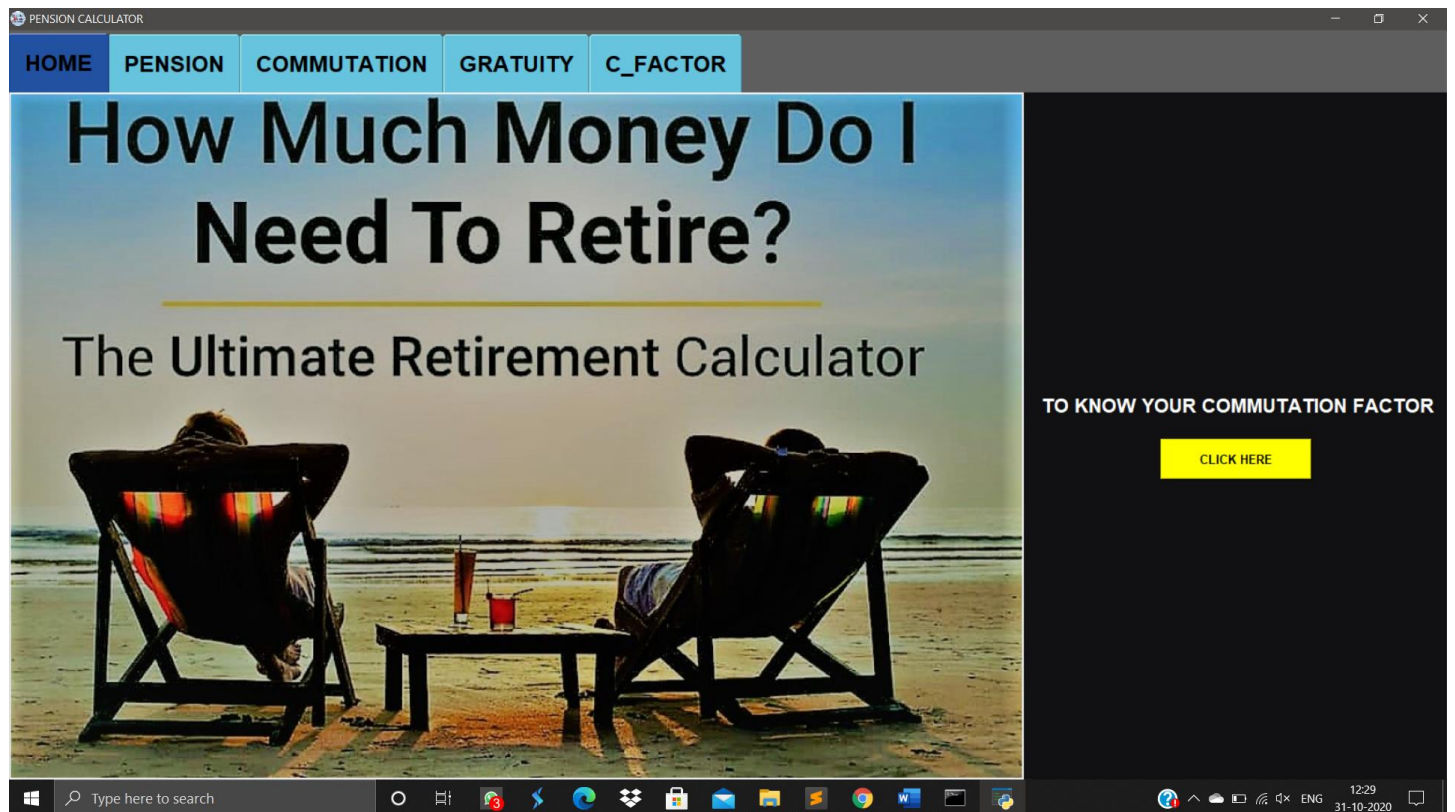 PENSION CALCULATOR
HOME PENSION COMMUTATION GRATUITY C_FACTOR
How Much Money Do I
Need To Retire?
The Ultimate Retirement Calculator
TO KNOW YOUR COMMUTATION FACTOR
CLICK HERE
Type here to search
3
ENG
12:29
31-10-2020